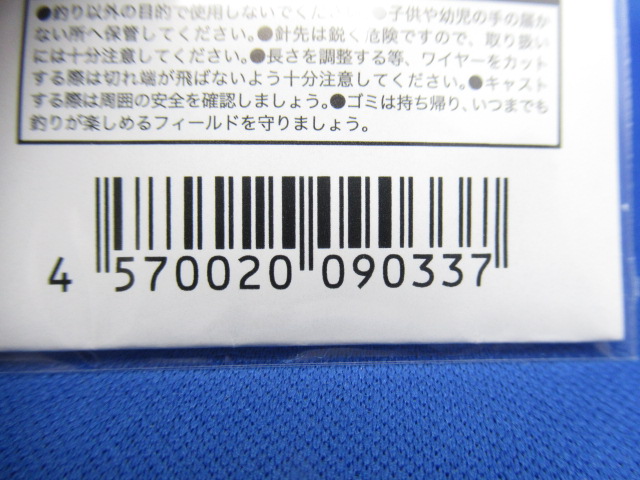 ●釣り以外の目的で使用しないでください。●子供や幼児の手の届か
ない所へ保管してください。●針先は鋭く危険ですので、取り扱い
には十分注意してください。●長さを調整する等、ワイヤーをカット
する際は切れ端が飛ばないよう十分注意してください。●キャスト
する際は周囲の安全を確認しましょう。●ゴミは持ち帰り、いつまでも
釣りが楽しめるフィールドを守りましょう。
4 570020 090337